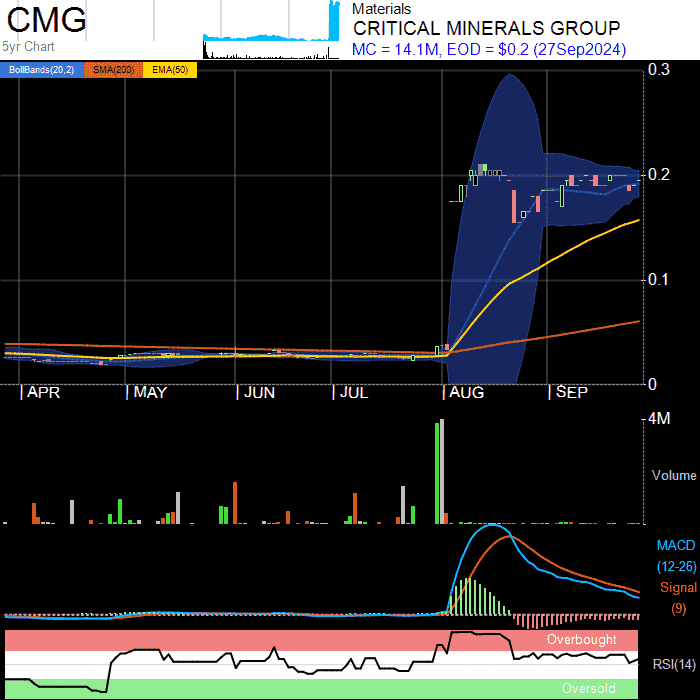 CMG
5yr Chart
Materials
CRITICAL MINERALS GROUP
MC = 14.1M, EOD = $0.2 (27Sep2024)
BollBands(20,2) SMA(200) EMA(50)
0.3
0.2
0.1
0
APR MAY JUN JUL AUG SEP
4M
Volume
MACD
(12-26)
Signal
(9)
Overbought
RSI(14)
Oversold